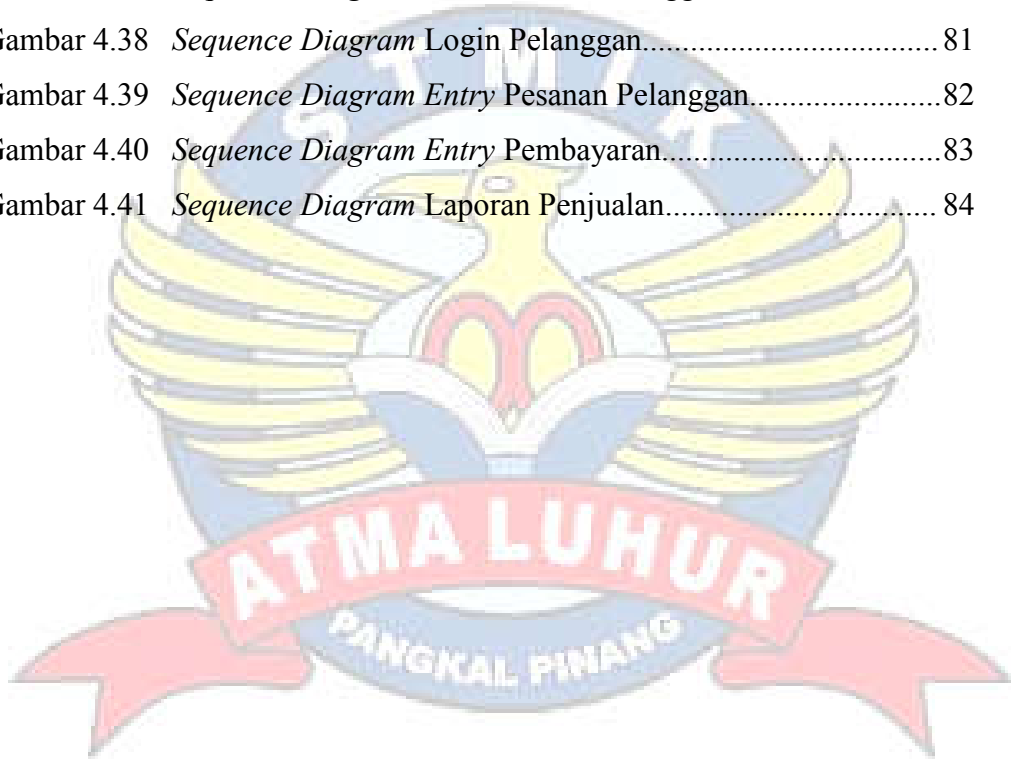 Gambar 4.38 Sequence Diagram Login Pelanggan..................................... 81
Gambar 4.39 Sequence Diagram Entry Pesanan Pelanggan........................82
Gambar 4.40 Sequence Diagram Entry Pembayaran..................................83
Gambar 4.41 Sequence Diagram Laporan Penjualan.................................. 84
STMIK
ATMA LUHUR
PANGKAL PINANG